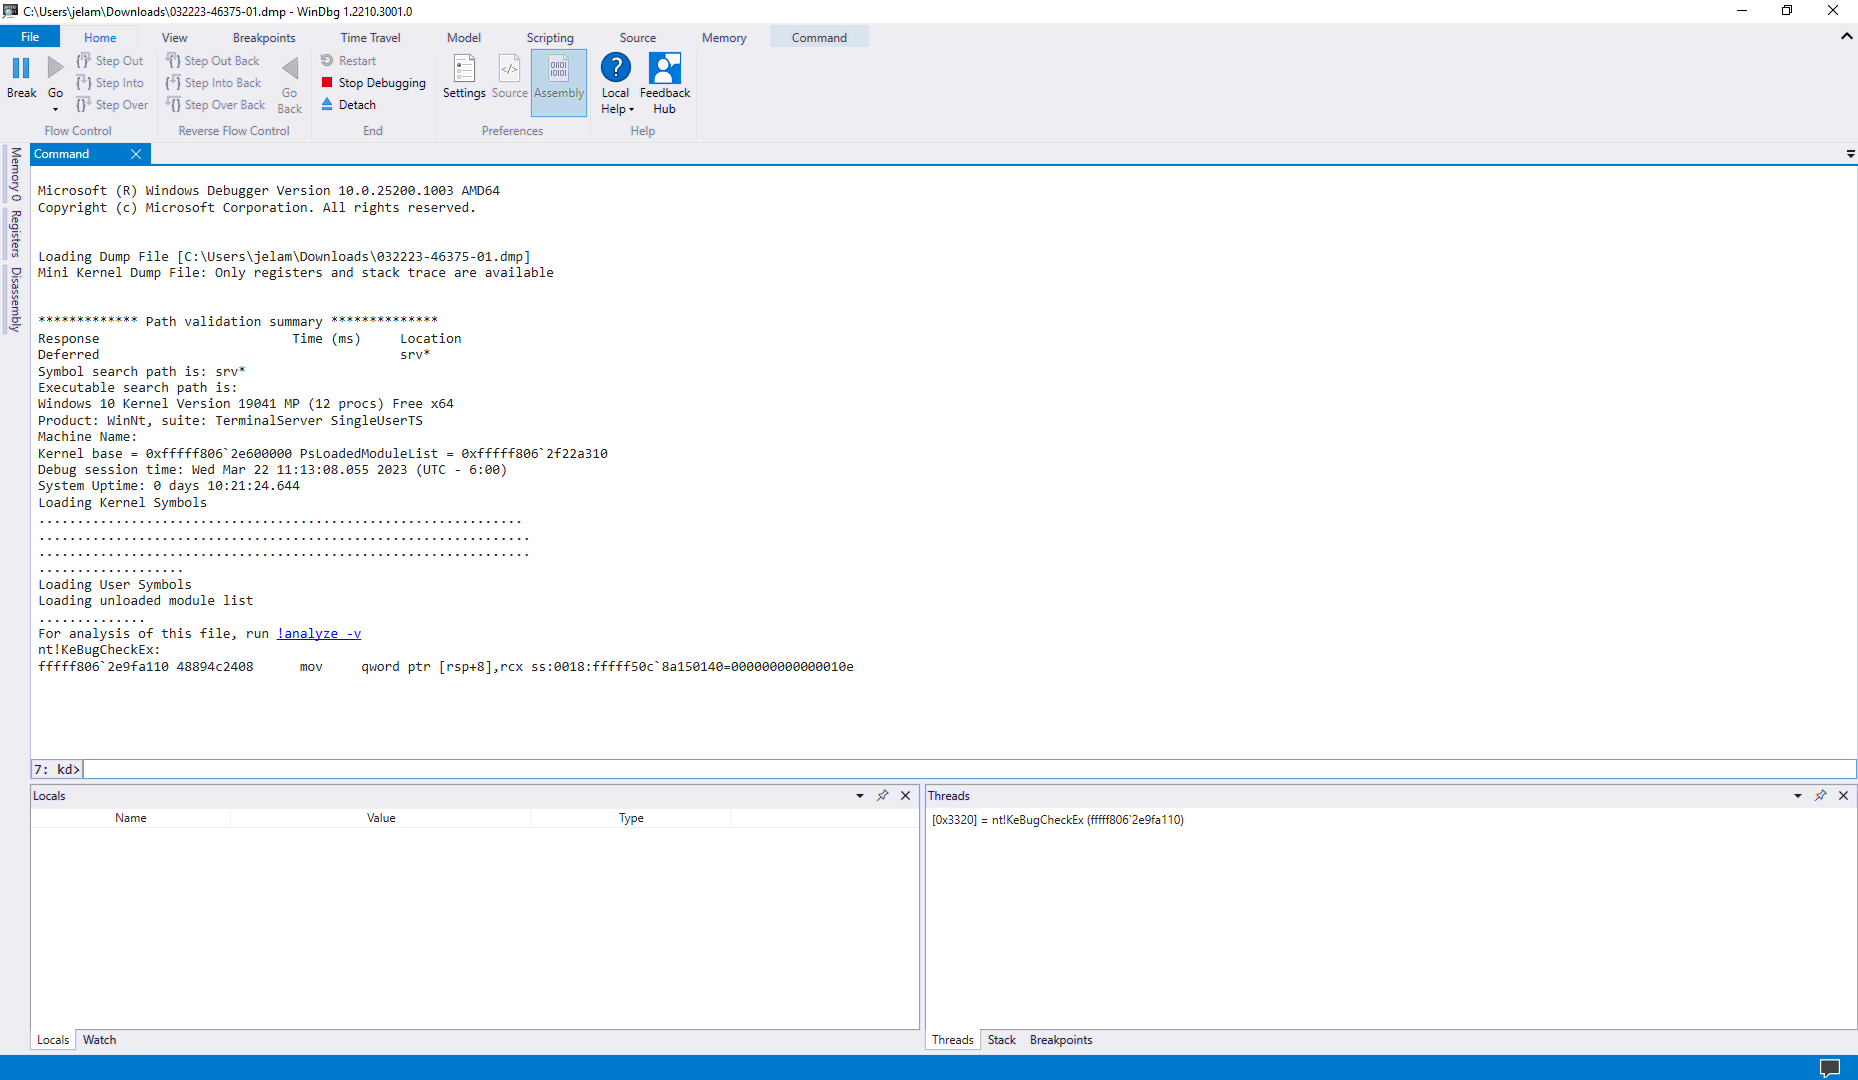 C:\Users\jelam\Downloads\032223-46375-01.dmp - WinDbg 1.2210.3001.0
File Home View Breakpoints Time Travel Model Scripting Source Memory Command
Break
Go
Step Out
Step Into
Step Over
Flow Control
Step Out Back
Step Into Back
Step Over Back
Go Back
Reverse Flow Control
Restart
Stop Debugging
Detach
End
Settings
Source
Assembly
Preferences
Local Help
Feedback Hub
Help
Memory 0
Registers
Disassembly
Command
Microsoft (R) Windows Debugger Version 10.0.25200.1003 AMD64
Copyright (c) Microsoft Corporation. All rights reserved.
Loading Dump File [C:\Users\jelam\Downloads\032223-46375-01.dmp]
Mini Kernel Dump File: Only registers and stack trace are available
************* Path validation summary **************
Response                         Time (ms)     Location
Deferred                                       srv*
Symbol search path is: srv*
Executable search path is:
Windows 10 Kernel Version 19041 MP (12 procs) Free x64
Product: WinNt, suite: TerminalServer SingleUserTS
Machine Name:
Kernel base = 0xfffff806`2e600000 PsLoadedModuleList = 0xfffff806`2f22a310
Debug session time: Wed Mar 22 11:13:08.055 2023 (UTC - 6:00)
System Uptime: 0 days 10:21:24.644
Loading Kernel Symbols
...............................................................
................................................................
................................................................
...................
Loading User Symbols
Loading unloaded module list
..............
For analysis of this file, run !analyze -v
nt!KeBugCheckEx:
fffff806`2e9fa110 48894c2408      mov     qword ptr [rsp+8],rcx ss:0018:fffff50c`8a150140=000000000000010e
7: kd>
Locals
Name Value Type
Locals Watch
Threads
[0x3320] = nt!KeBugCheckEx (fffff806`2e9fa110)
Threads Stack Breakpoints